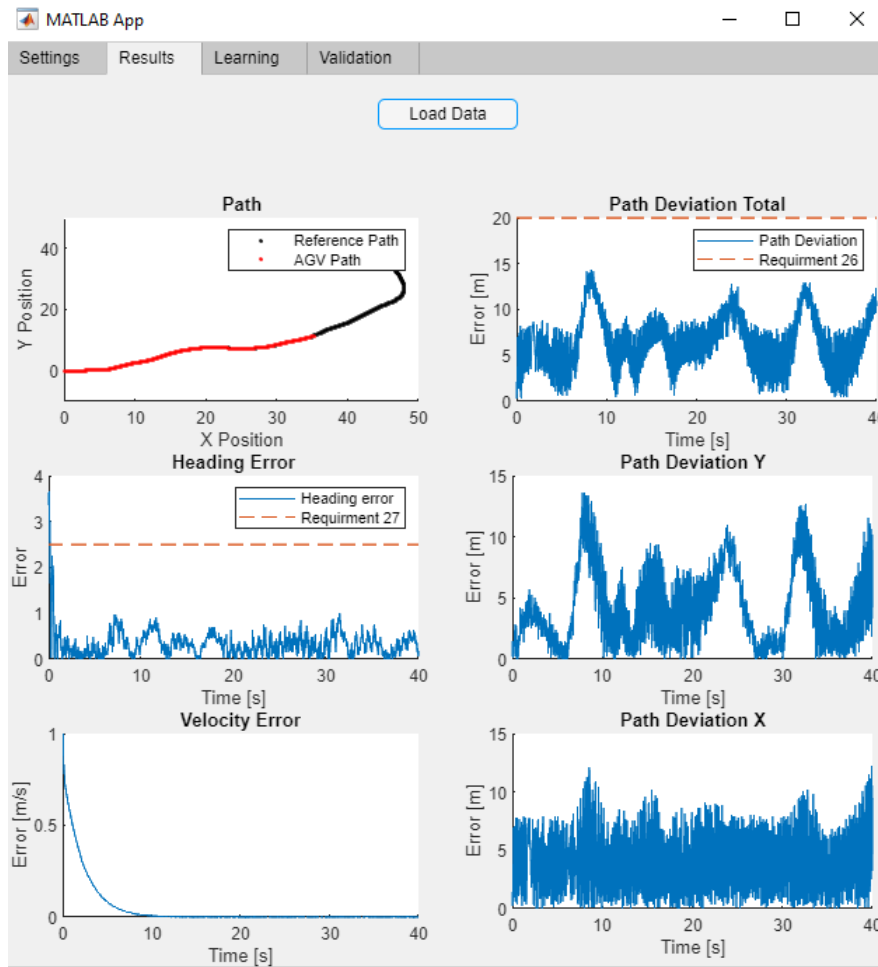 MATLAB App
Settings Results Learning Validation
Load Data
Path
Y Position
40
20
0
Reference Path
AGV Path
0 10 20 30 40 50
X Position
Path Deviation Total
Error [m]
20
15
10
5
0
Path Deviation
Requirment 26
0 10 20 30 40
Time [s]
Heading Error
Error
4
3
2
1
0
Heading error
Requirment 27
0 10 20 30 40
Time [s]
Path Deviation Y
Error [m]
15
10
5
0
0 10 20 30 40
Time [s]
Velocity Error
Error [m/s]
1
0.5
0
0 10 20 30 40
Time [s]
Path Deviation X
Error [m]
15
10
5
0
0 10 20 30 40
Time [s]